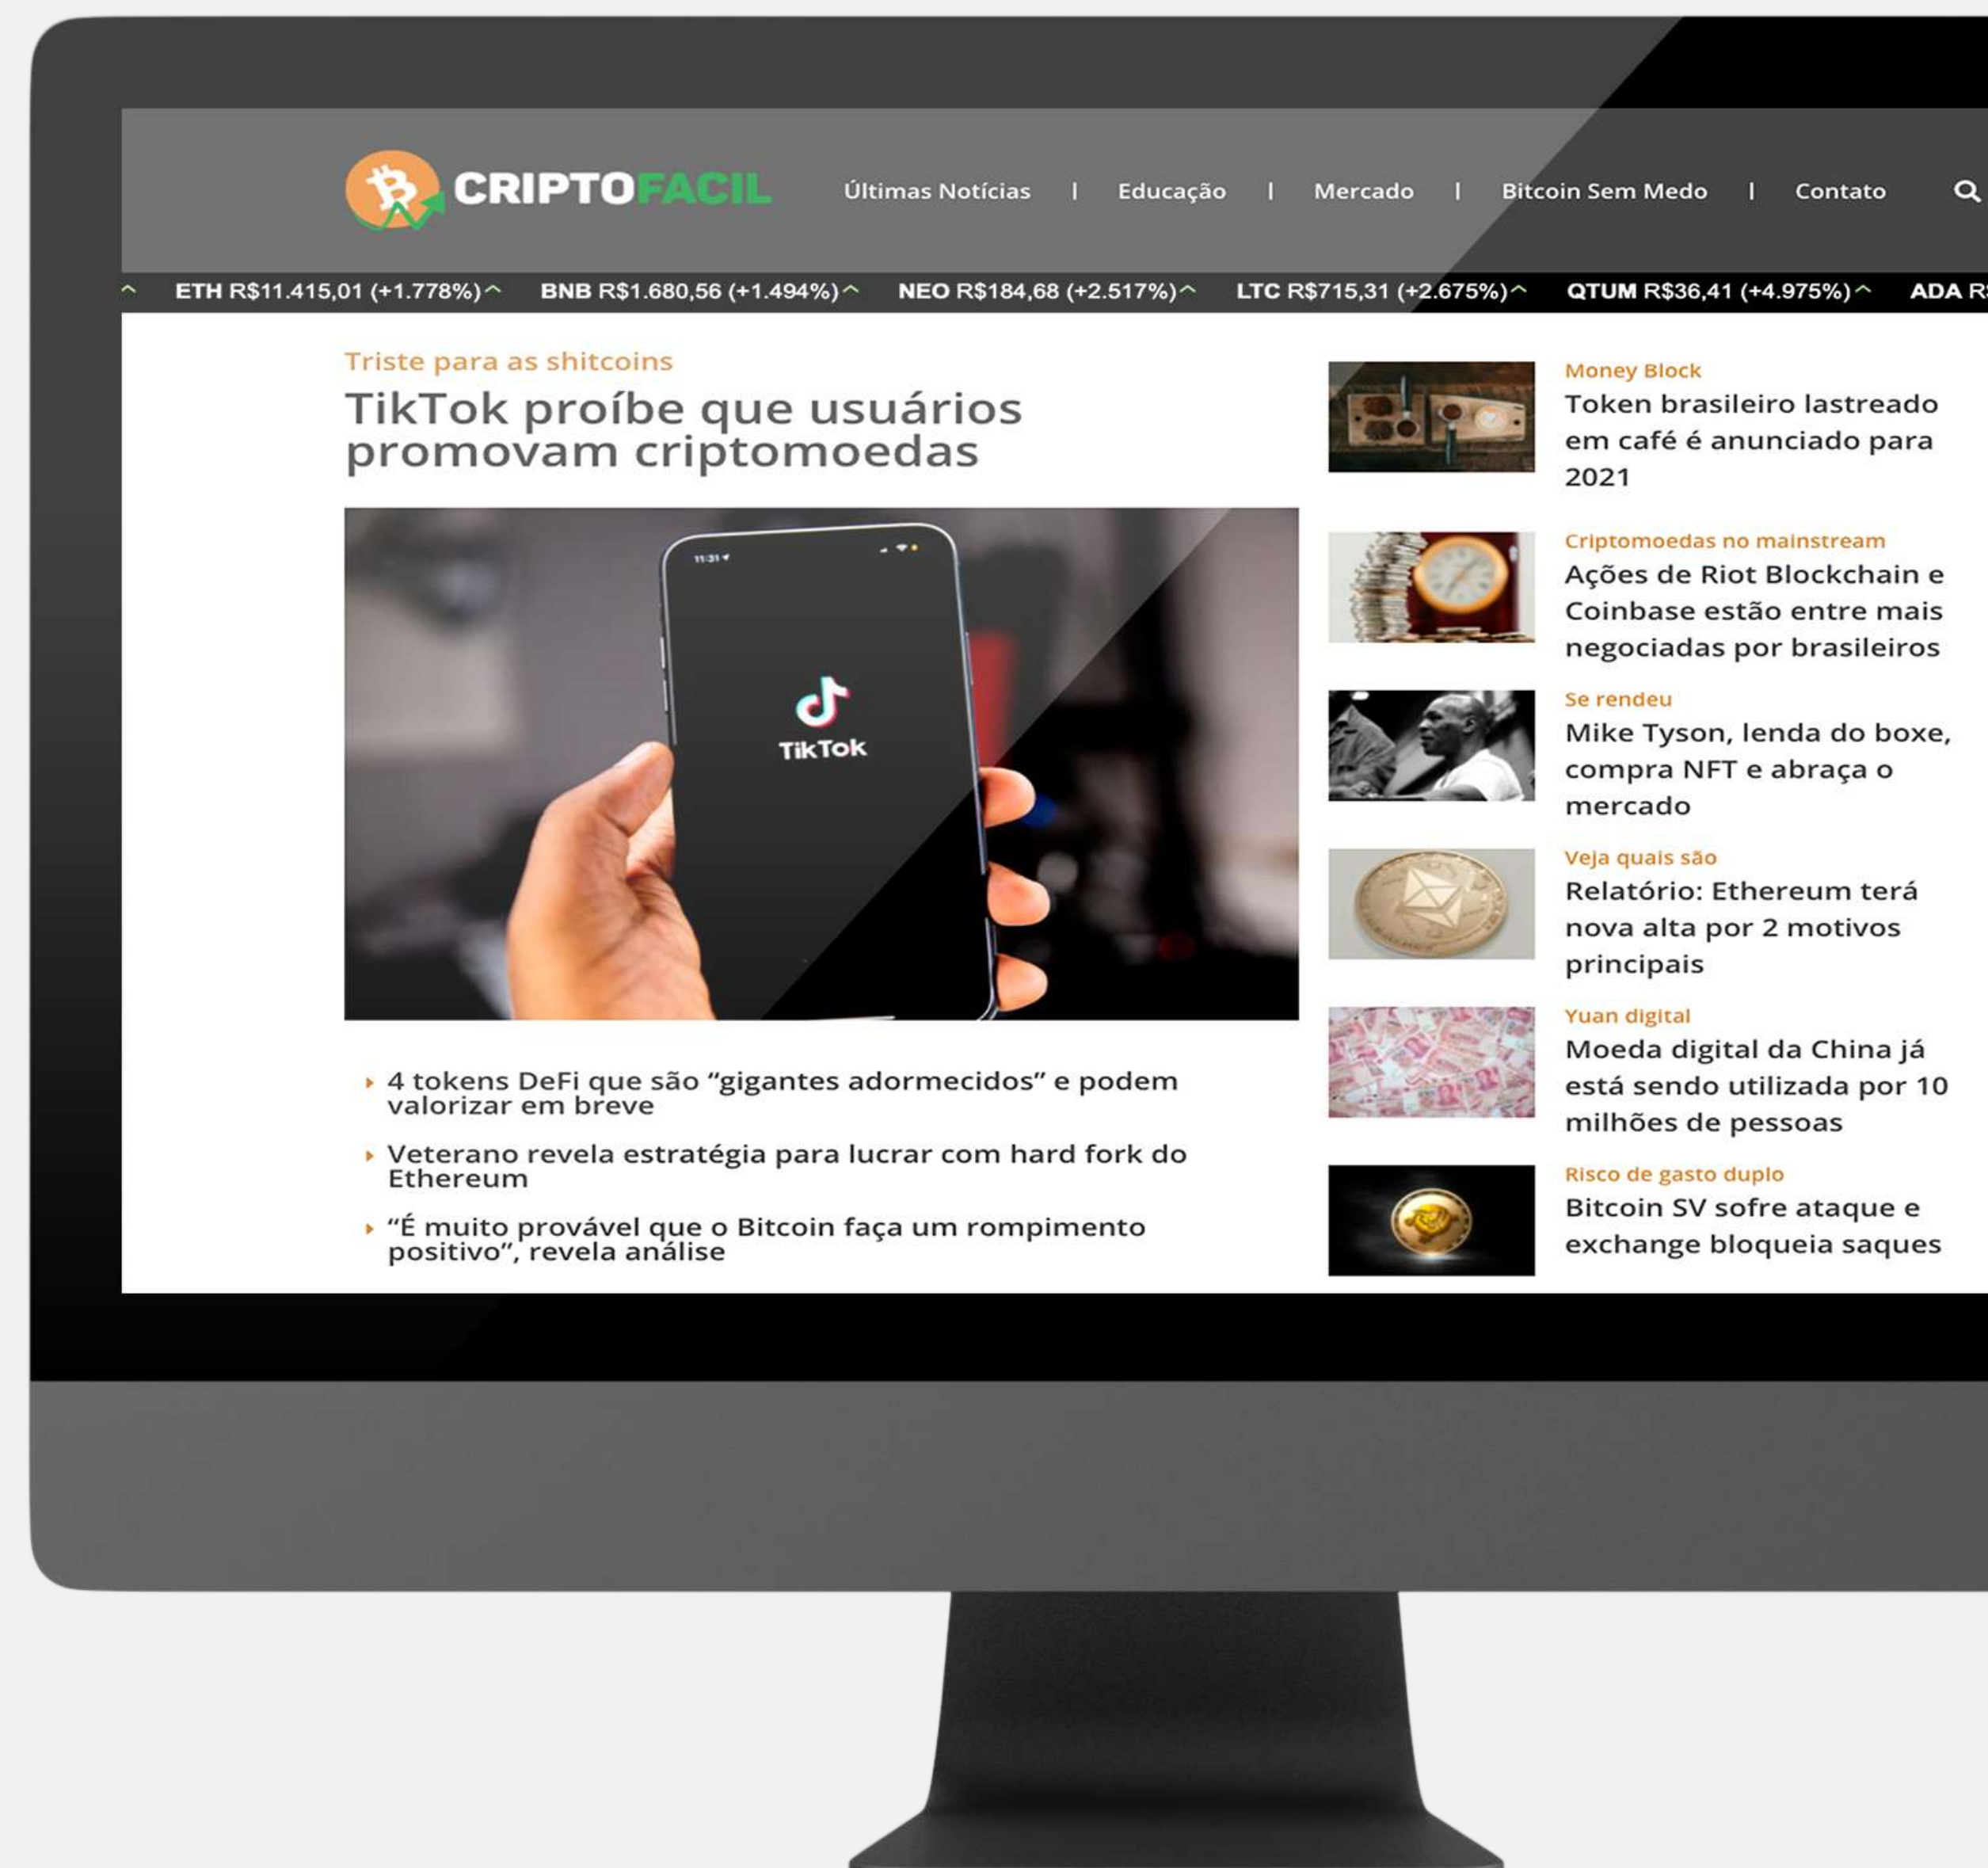 CRIPTOFACIL
Últimas Notícias | Educação | Mercado | Bitcoin Sem Medo | Contato
ETH R$11.415,01 (+1.778%) BNB R$1.680,56 (+1.494%) NEO R$184,68 (+2.517%) LTC R$715,31 (+2.675%) QTUM R$36,41 (+4.975%) ADA
Triste para as shitcoins
TikTok proíbe que usuários
promovam criptomoedas
11:31
TikTok
4 tokens DeFi que são “gigantes adormecidos” e podem
valorizar em breve
Veterano revela estratégia para lucrar com hard fork do
Ethereum
“É muito provável que o Bitcoin faça um rompimento
positivo”, revela análise
Money Block
Token brasileiro lastreado
em café é anunciado para
2021
Criptomoedas no mainstream
Ações de Riot Blockchain e
Coinbase estão entre mais
negociadas por brasileiros
Se rendeu
Mike Tyson, lenda do boxe,
compra NFT e abraça o
mercado
Veja quais são
Relatório: Ethereum terá
nova alta por 2 motivos
principais
Yuan digital
Moeda digital da China já
está sendo utilizada por 10
milhões de pessoas
Risco de gasto duplo
Bitcoin SV sofre ataque e
exchange bloqueia saques